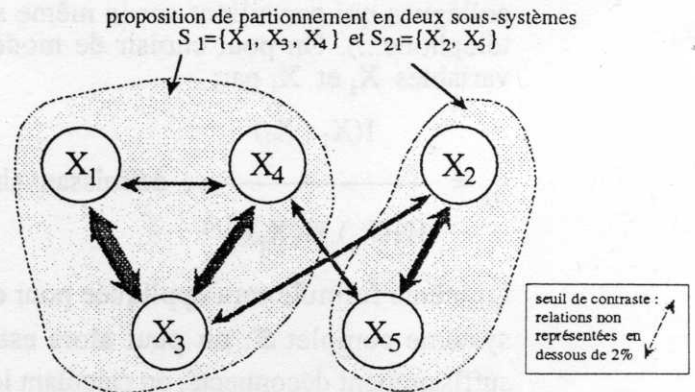 proposition de partionnement en deux sous-systèmes
S1={X1, X3, X4} et S21={X2, X5}
X1
X4
X2
X3
X5
seuil de contraste :
relations non
représentées en
dessous de 2%